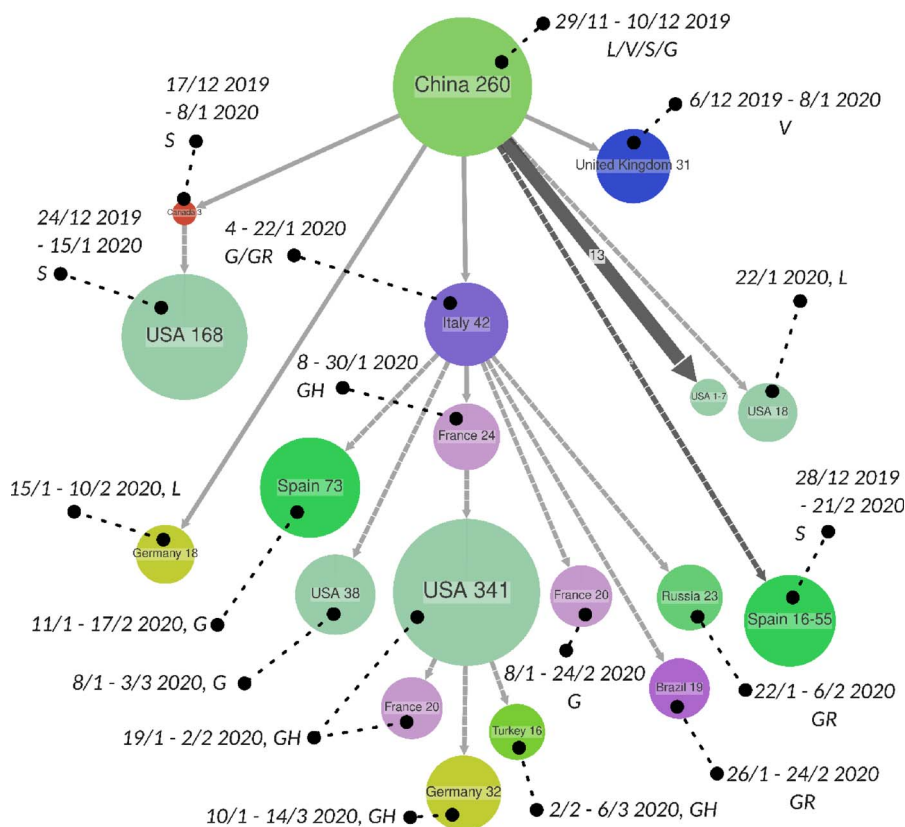 29/11 - 10/12 2019
L/V/S/G
China 260
17/12 2019
- 8/1 2020
S
6/12 2019 - 8/1 2020
V
United Kingdom 31
Canada 3
24/12 2019
- 15/1 2020
S
4 - 22/1 2020
G/GR
13
22/1 2020, L
USA 168
Italy 42
8 - 30/1 2020
GH
USA 1-7
USA 18
France 24
15/1 - 10/2 2020, L
Spain 73
28/12 2019
- 21/2 2020
S
Germany 18
USA 38
USA 341
France 20
Russia 23
Spain 16-55
11/1 - 17/2 2020, G
8/1 - 3/3 2020, G
8/1 - 24/2 2020
G
Brazil 19
22/1 - 6/2 2020
GR
France 20
19/1 - 2/2 2020, GH
Turkey 16
26/1 - 24/2 2020
GR
Germany 32
10/1 - 14/3 2020, GH
2/2 - 6/3 2020, GH